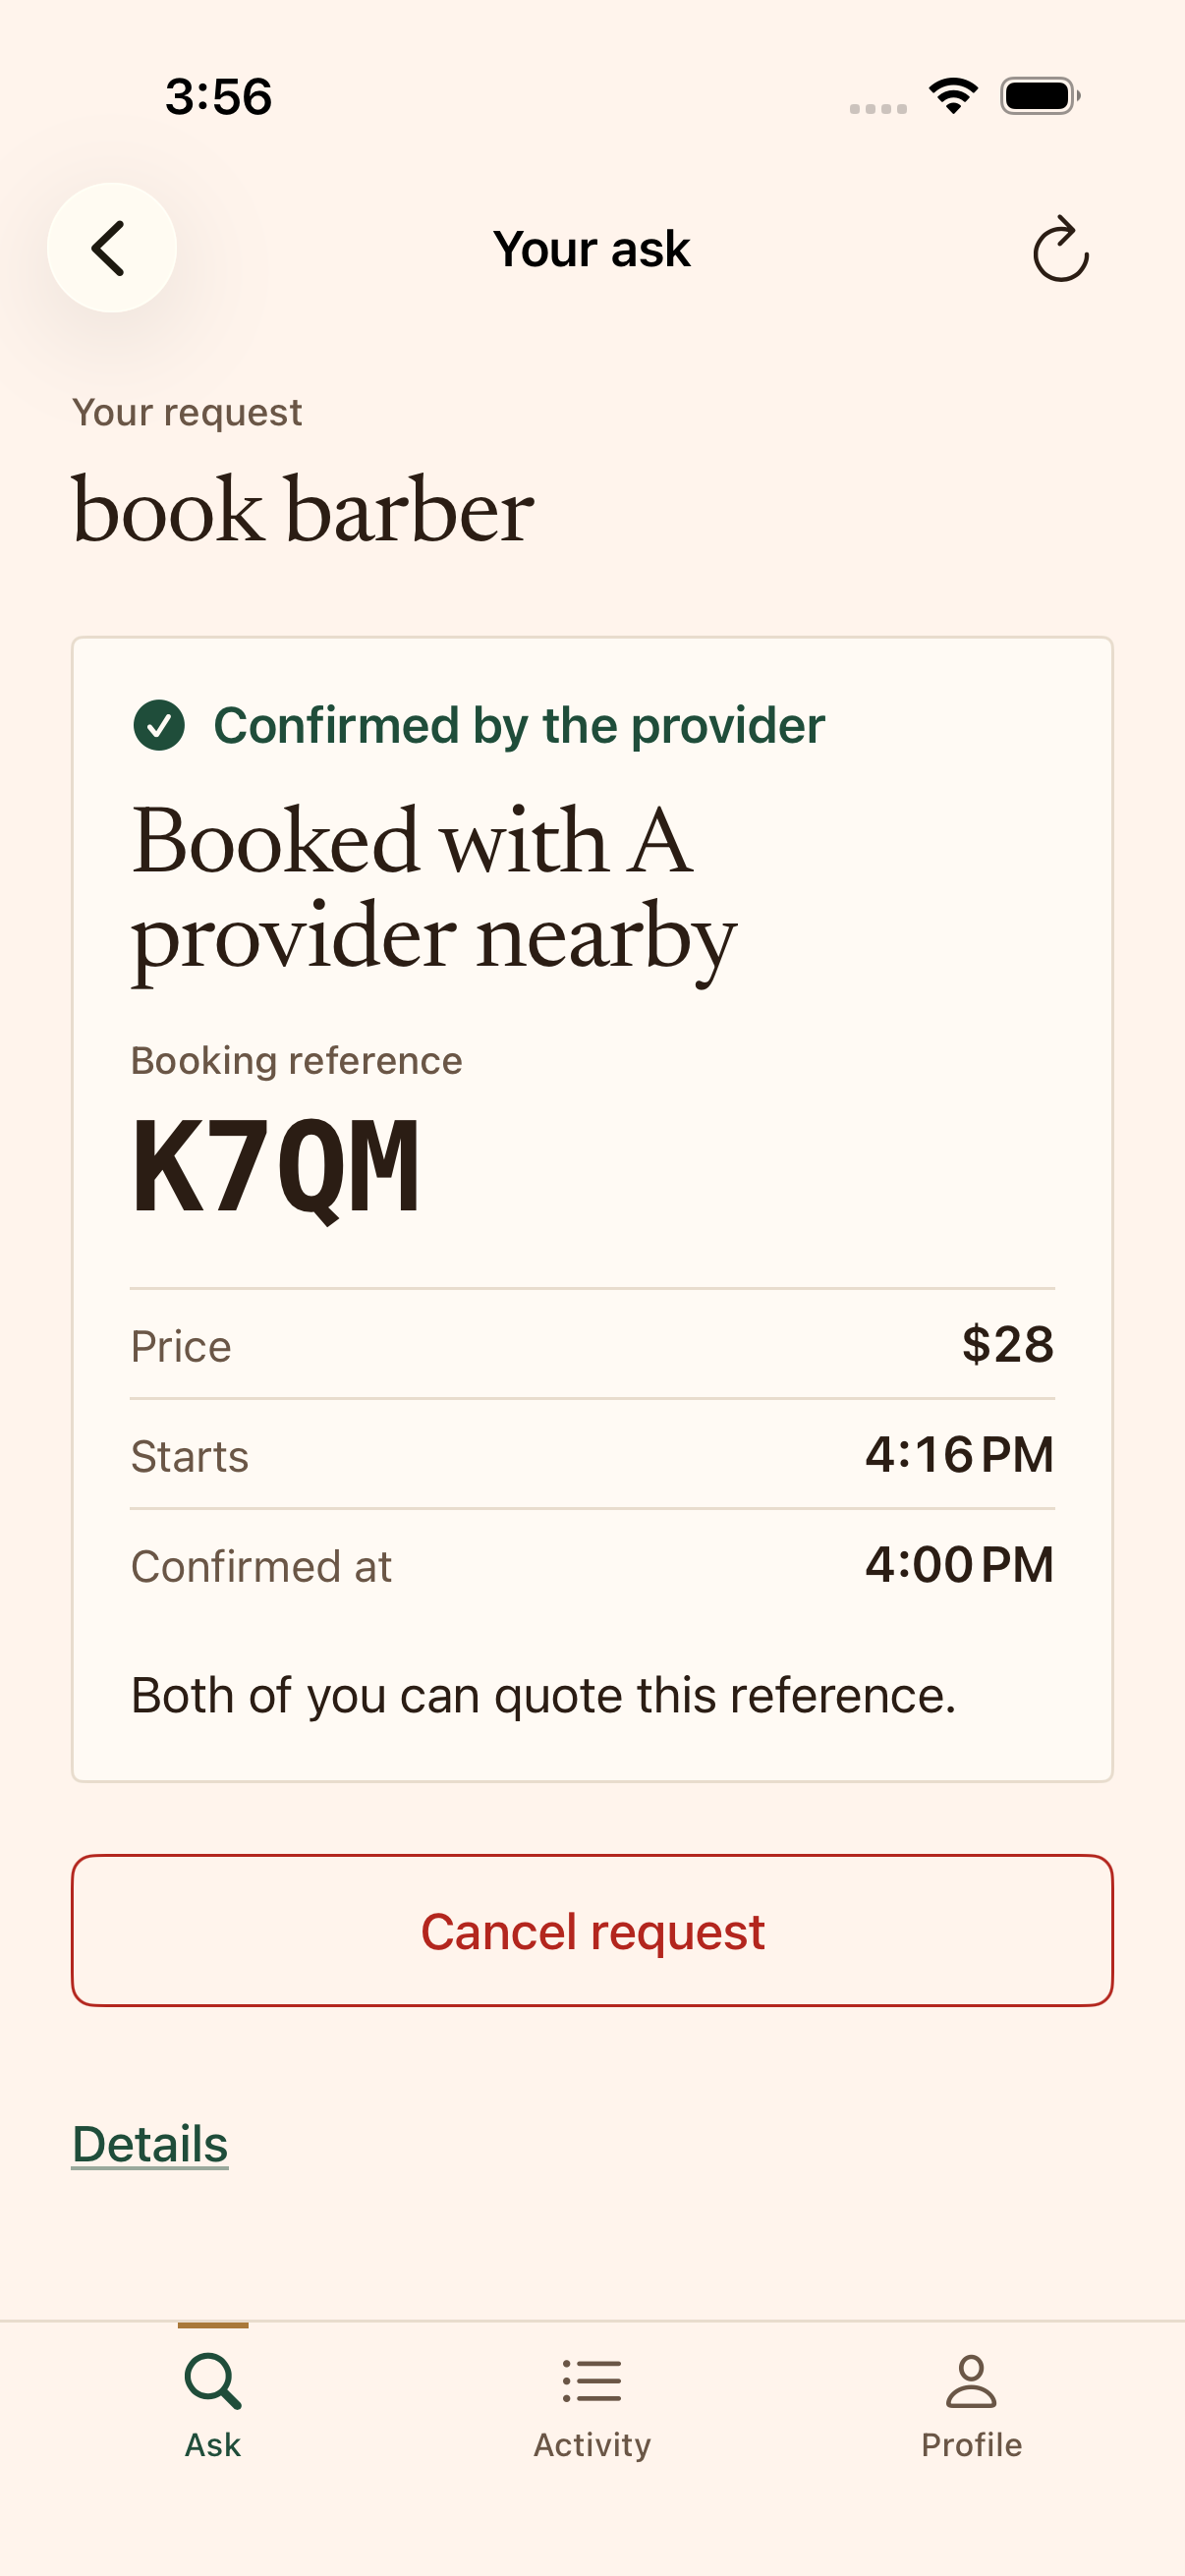 3:56
Your ask
Your request
book barber
Confirmed by the provider
Booked with A
provider nearby
Booking reference
K7QM
Price $28
Starts 4:16 PM
Confirmed at 4:00 PM
Both of you can quote this reference.
Cancel request
Details
Ask Activity Profile